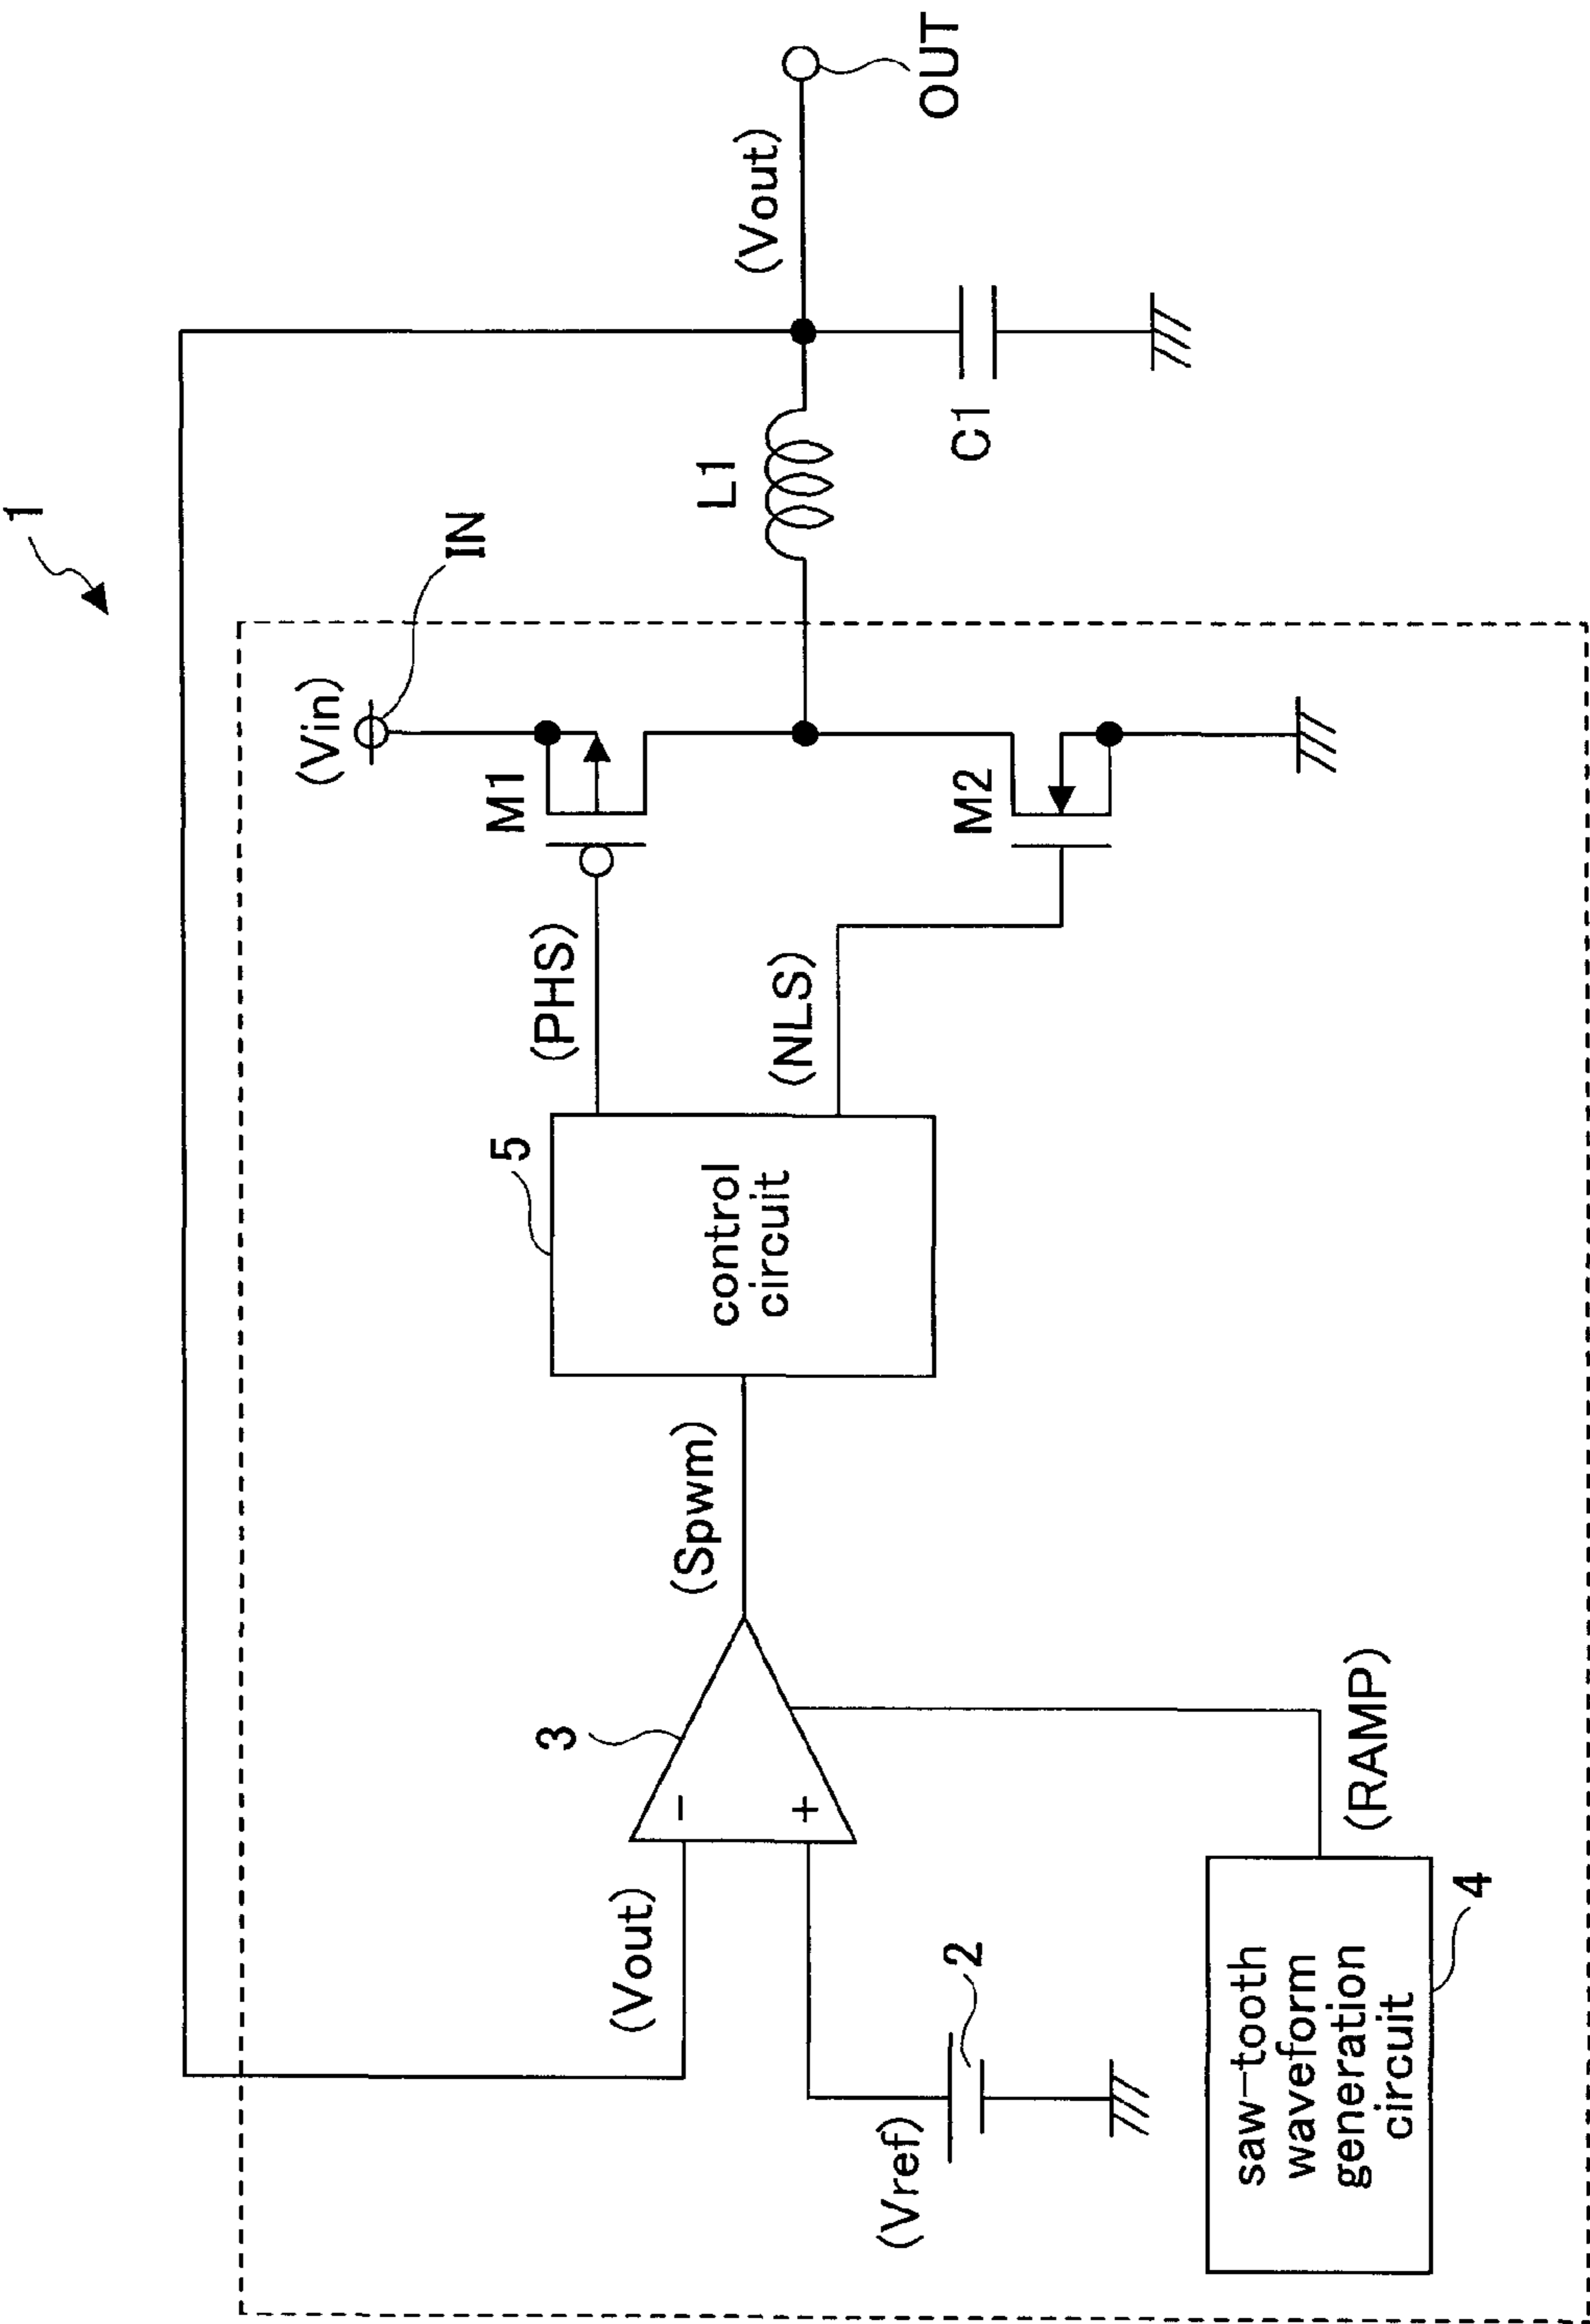 1
(Vin)
IN
M1
L1
(Vout)
OUT
C1
M2
(PHS)
(NLS)
5
control
circuit
(Spwm)
3
-
+
(Vout)
(Vref)
2
(RAMP)
saw-tooth
waveform
generation
circuit
4